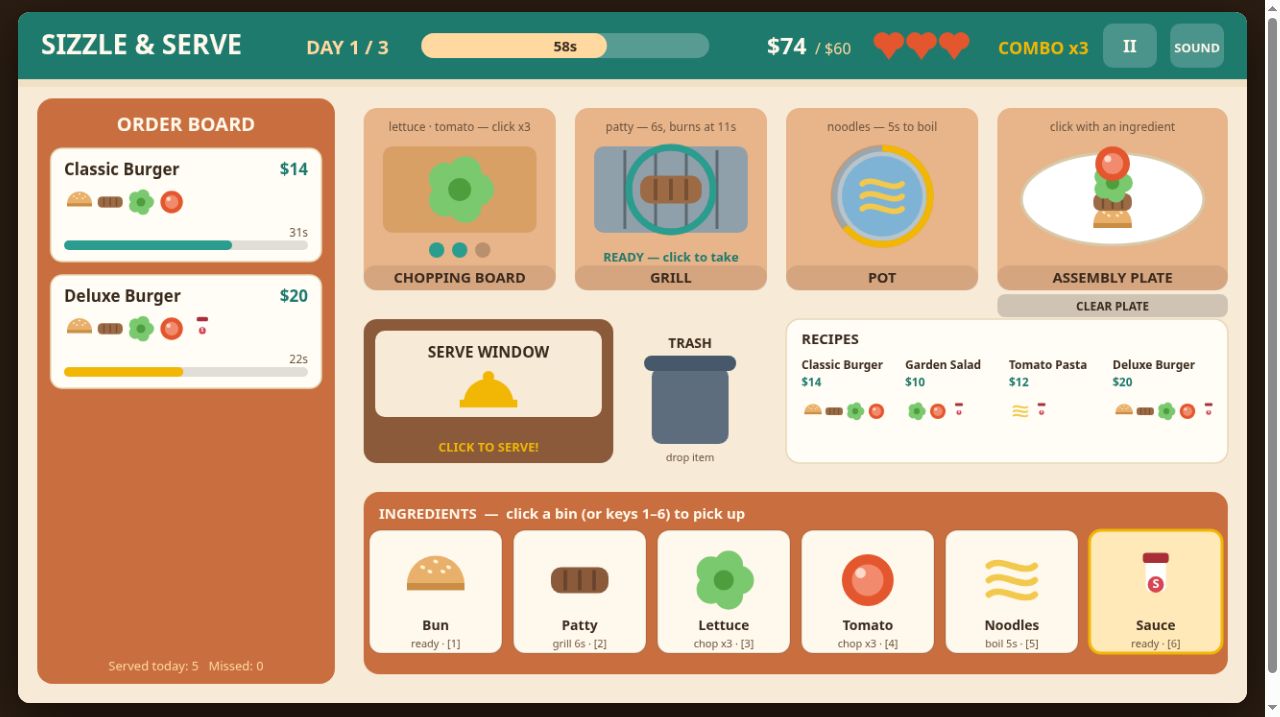 SIZZLE & SERVE
DAY 1 / 3
58s
$74 / $60
COMBO x3
II
SOUND
ORDER BOARD
Classic Burger $14
31s
Deluxe Burger $20
22s
Served today: 5 Missed: 0
lettuce · tomato — click x3
CHOPPING BOARD
patty — 6s, burns at 11s
READY — click to take
GRILL
noodles — 5s to boil
POT
click with an ingredient
ASSEMBLY PLATE
CLEAR PLATE
SERVE WINDOW
CLICK TO SERVE!
TRASH
drop item
RECIPES
Classic Burger
$14
Garden Salad
$10
Tomato Pasta
$12
Deluxe Burger
$20
INGREDIENTS — click a bin (or keys 1–6) to pick up
Bun
ready · [1]
Patty
grill 6s · [2]
Lettuce
chop x3 · [3]
Tomato
chop x3 · [4]
Noodles
boil 5s · [5]
S
Sauce
ready · [6]